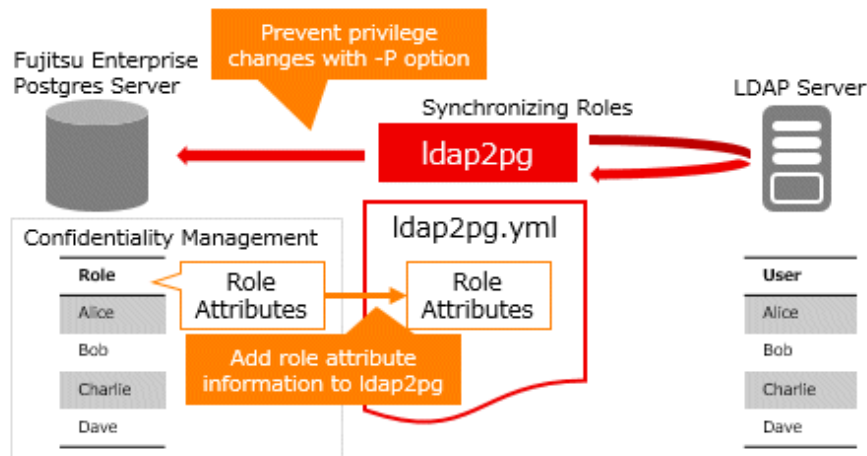 Prevent privilege
changes with -P option
Fujitsu Enterprise
Postgres Server
Synchronizing Roles
LDAP Server
ldap2pg
Confidentiality Management
ldap2pg.yml
Role
Role
Attributes
Role
Attributes
User
Alice
Alice
Bob
Bob
Add role attribute
information to ldap2pg
Charlie
Charlie
Dave
Dave